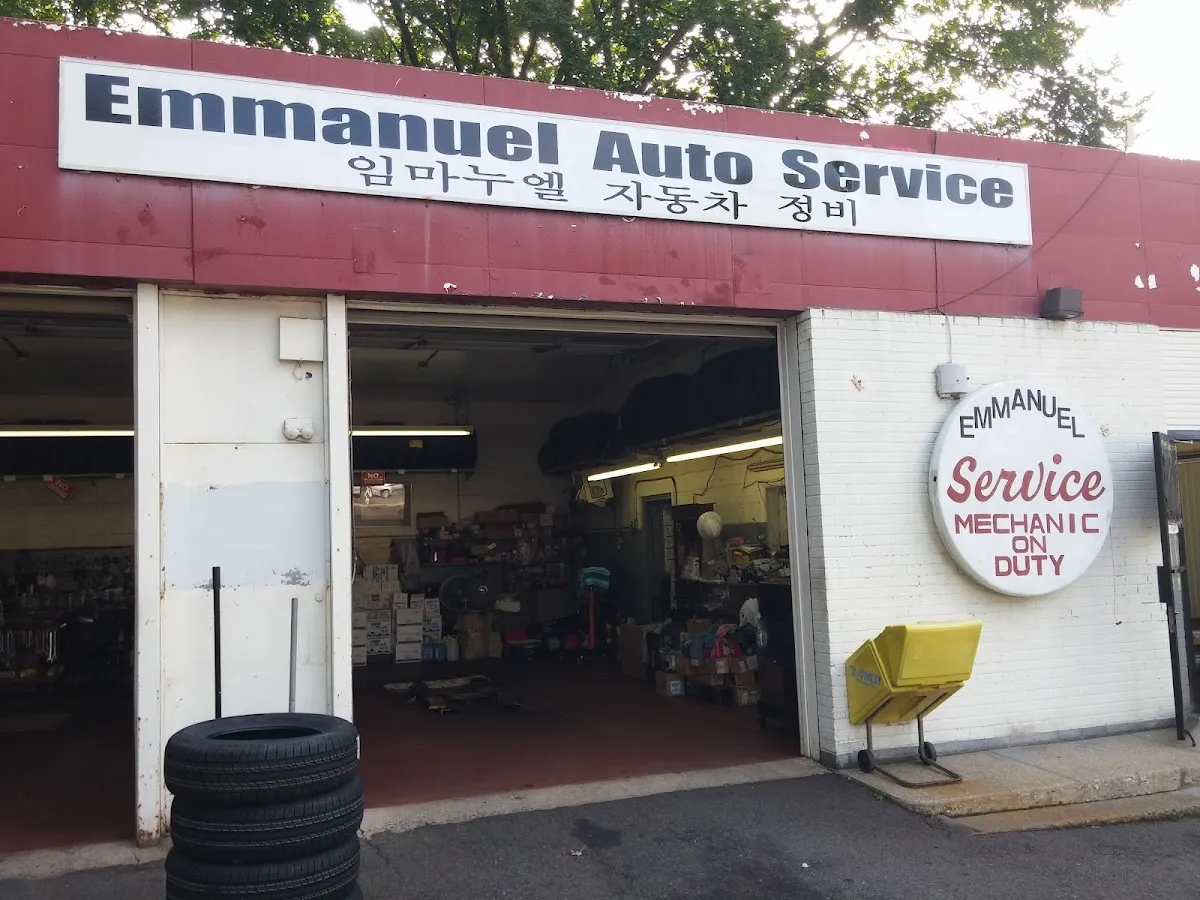 Emmanuel Auto Service
임마누엘 자동차 정비
EMMANUEL
Service
MECHANIC
ON
DUTY